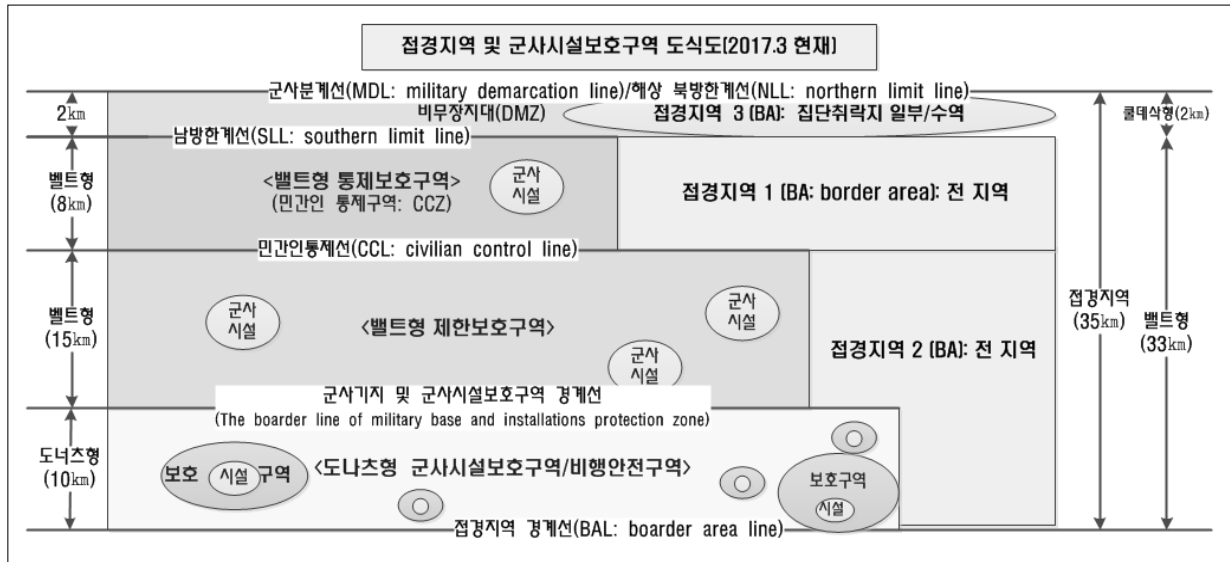 접경지역 및 군사시설보호구역 도식도(2017.3 현재)
군사분계선(MDL: military demarcation line)/해상 북방한계선(NLL: northern limit line)
2㎞
비무장지대(DMZ)
접경지역 3 (BA): 집단취락지 일부/수역
쿨데삭형(2㎞)
남방한계선(SLL: southern limit line)
벨트형
(8㎞)
<밸트형 통제보호구역>
(민간인 통제구역: CCZ)
군사
시설
접경지역 1 (BA: border area): 전 지역
민간인통제선(CCL: civilian control line)
벨트형
(15㎞)
군사
시설
<밸트형 제한보호구역>
군사
시설
군사
시설
접경지역 2 (BA): 전 지역
접경지역
(35㎞)
밸트형
(33㎞)
군사기지 및 군사시설보호구역 경계선
(The boarder line of military base and installations protection zone)
도너츠형
(10㎞)
보호 시설 구역
<도나츠형 군사시설보호구역/비행안전구역>
보호구역
시설
접경지역 경계선(BAL: boarder area line)